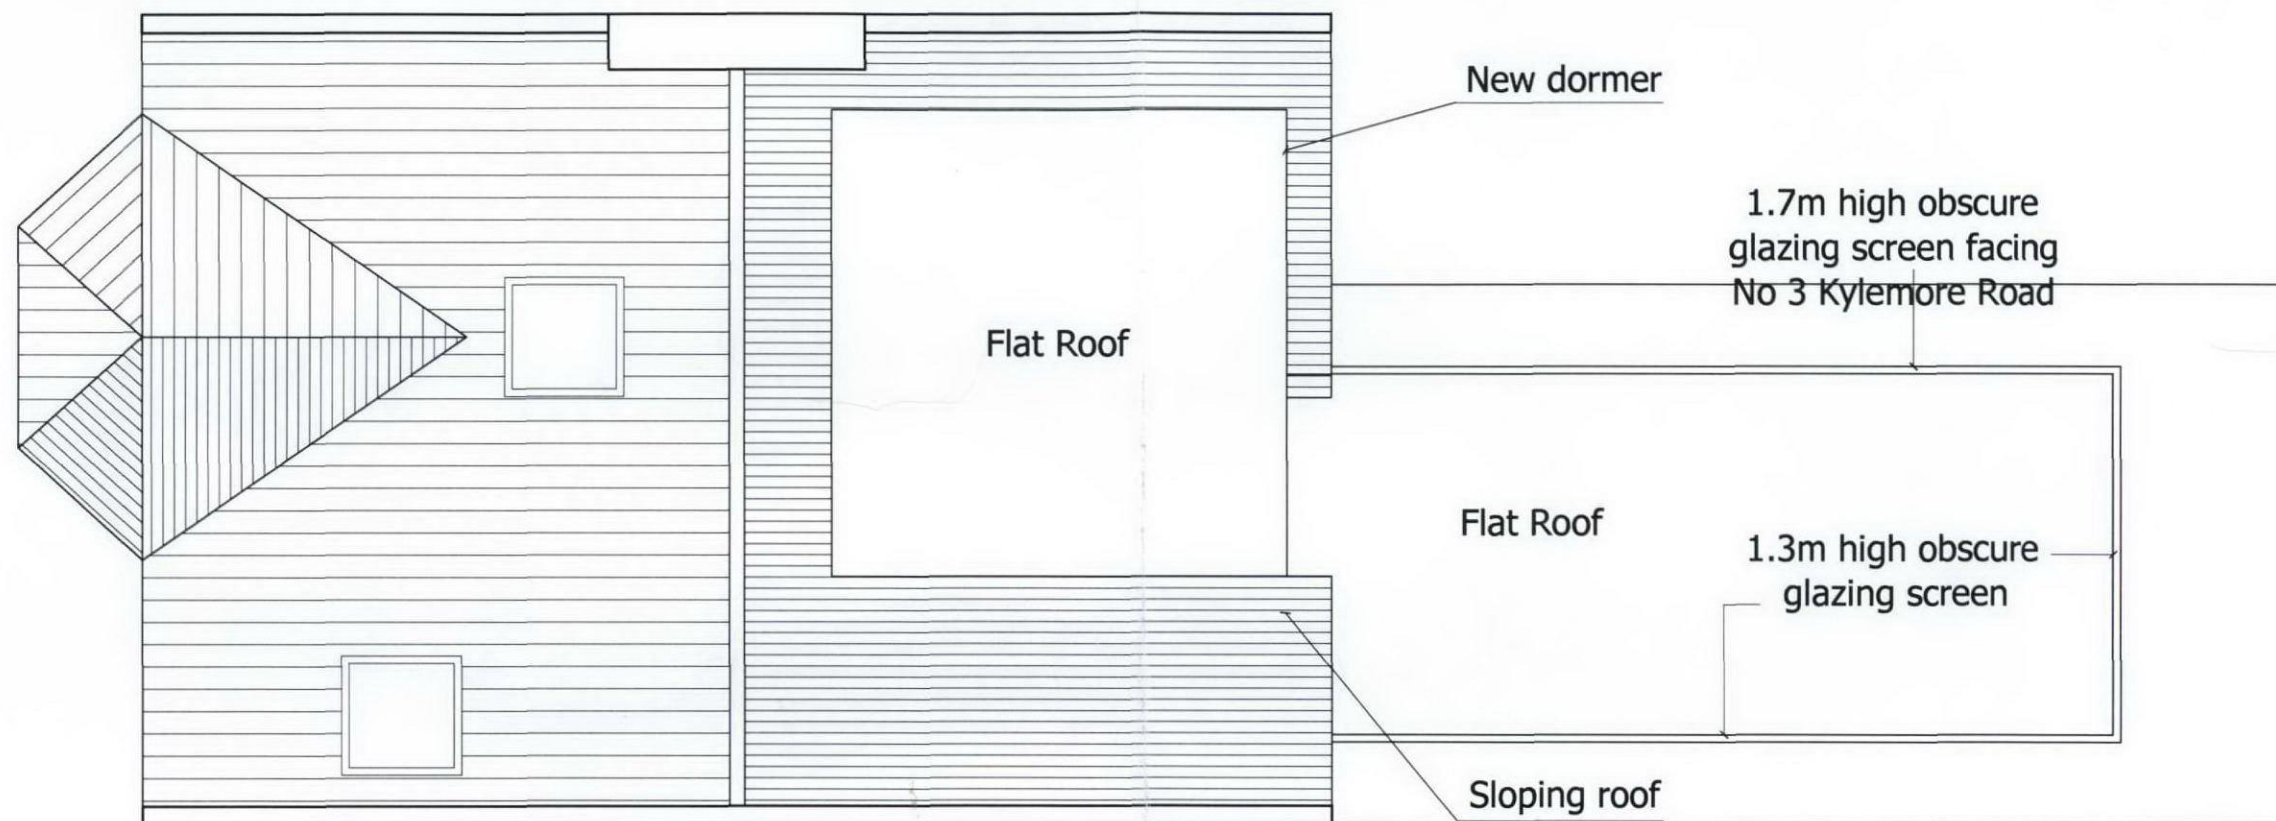 New dormer
1.7m high obscure
glazing screen facing
No 3 Kylemore Road
Flat Roof
Flat Roof
1.3m high obscure
glazing screen
Sloping roof